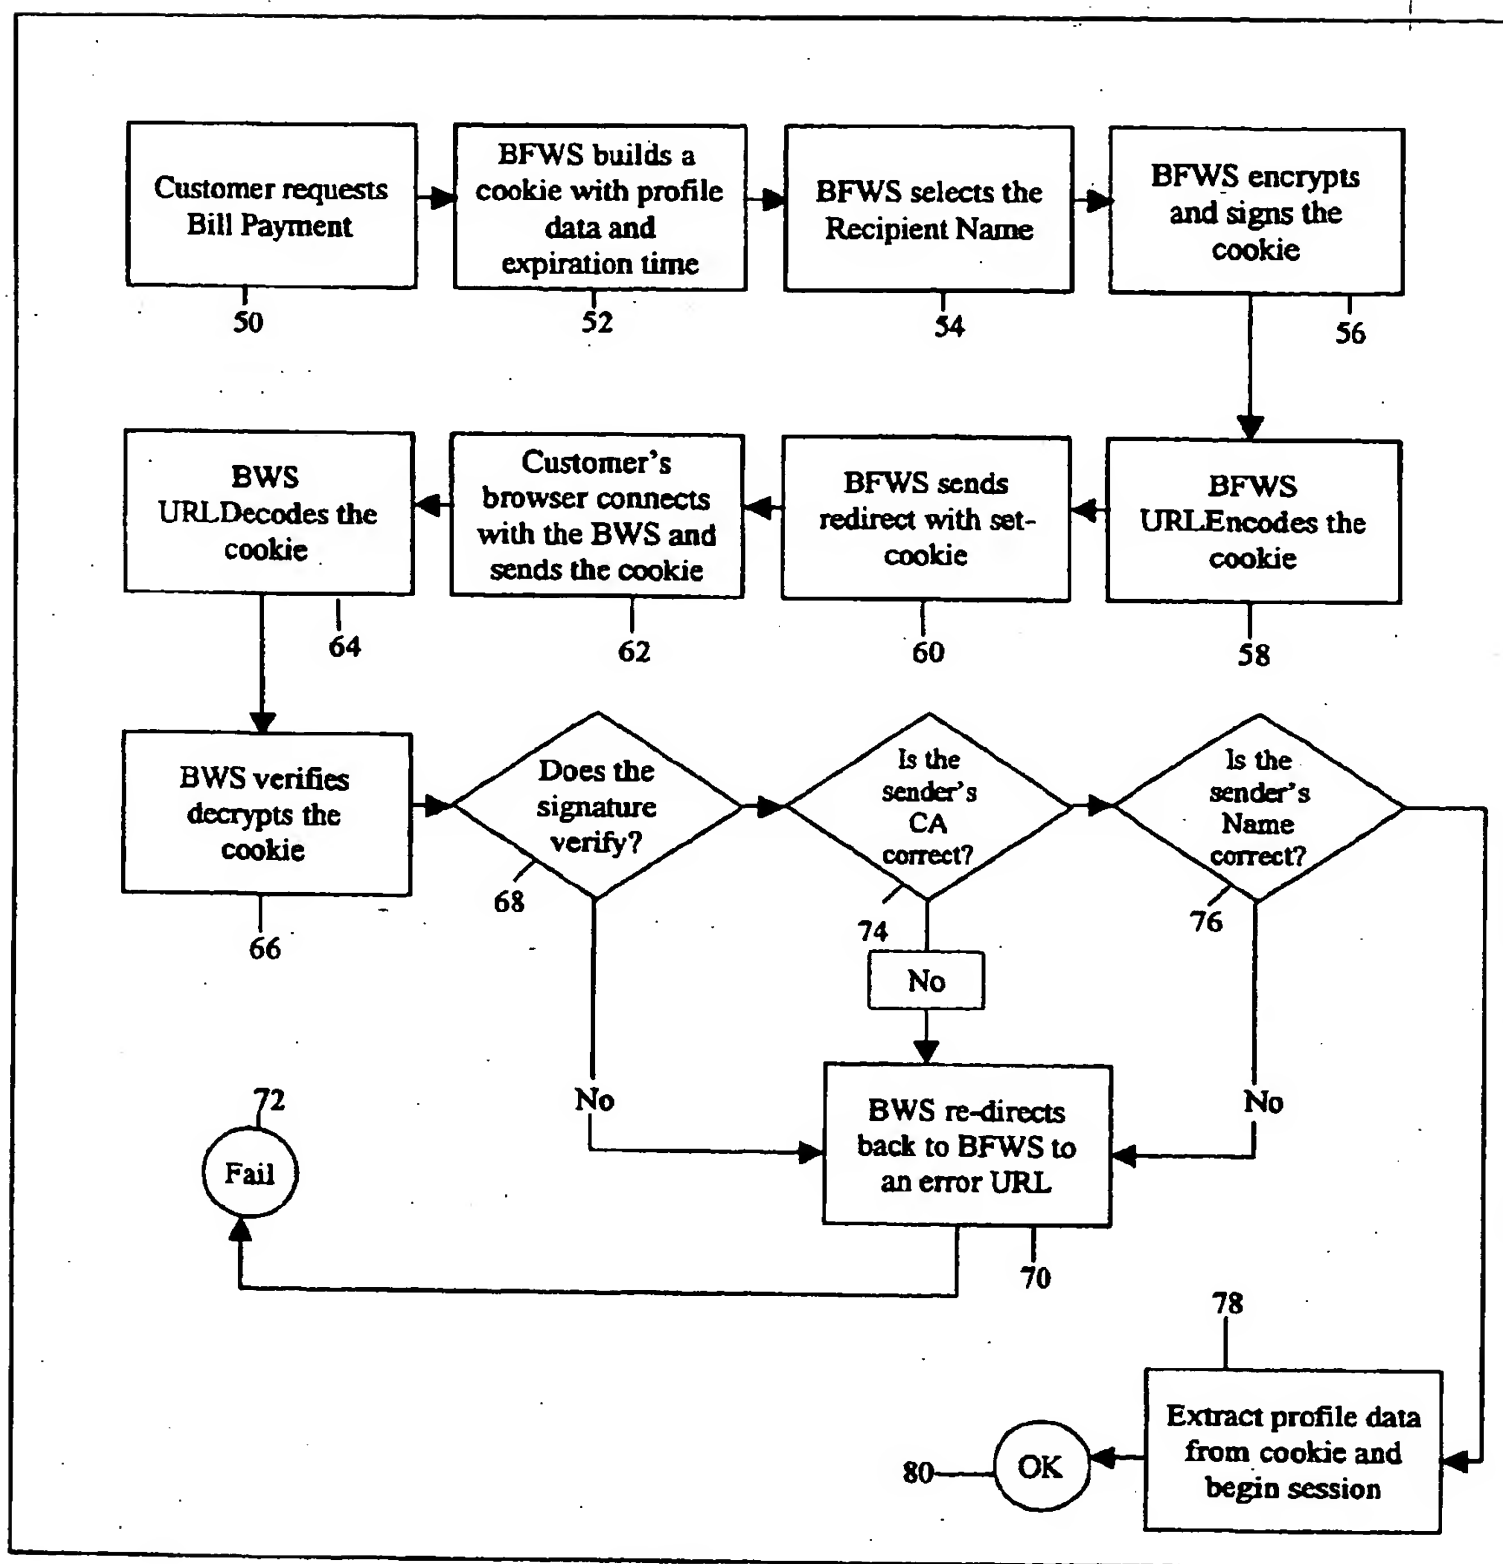 Customer requests
Bill Payment
50
BFWS builds a
cookie with profile
data and
expiration time
52
BFWS selects the
Recipient Name
54
BFWS encrypts
and signs the
cookie
56
BWS
URLDecodes the
cookie
64
Customer's
browser connects
with the BWS and
sends the cookie
62
BFWS sends
redirect with set-
cookie
60
BFWS
URLEncodes the
cookie
58
BWS verifies
decrypts the
cookie
66
Does the
signature
verify?
68
Is the
sender's
CA
correct?
74
Is the
sender's
Name
correct?
76
No
No
No
72
Fail
BWS re-directs
back to BFWS to
an error URL
70
78
Extract profile data
from cookie and
begin session
80
OK